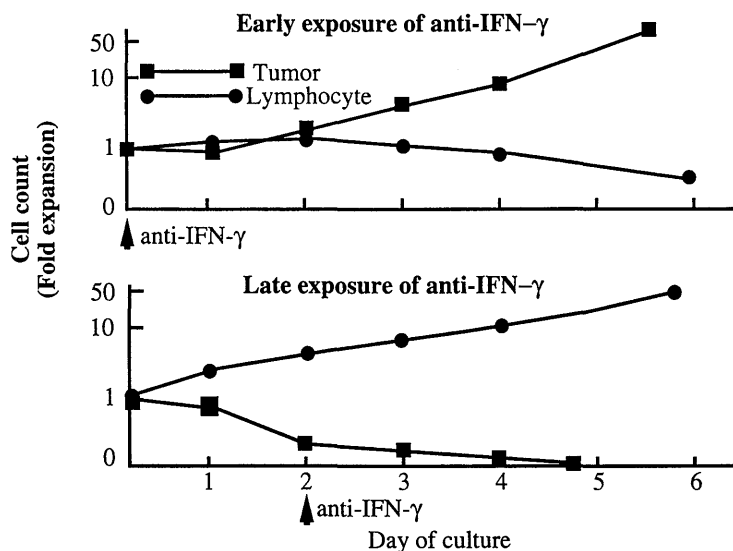 Early exposure of anti-IFN–γ
50
10
1
0
Tumor
Lymphocyte
anti-IFN-γ
Cell count
(Fold expansion)
Late exposure of anti-IFN–γ
50
10
1
0
1 2 3 4 5 6
anti-IFN-γ
Day of culture